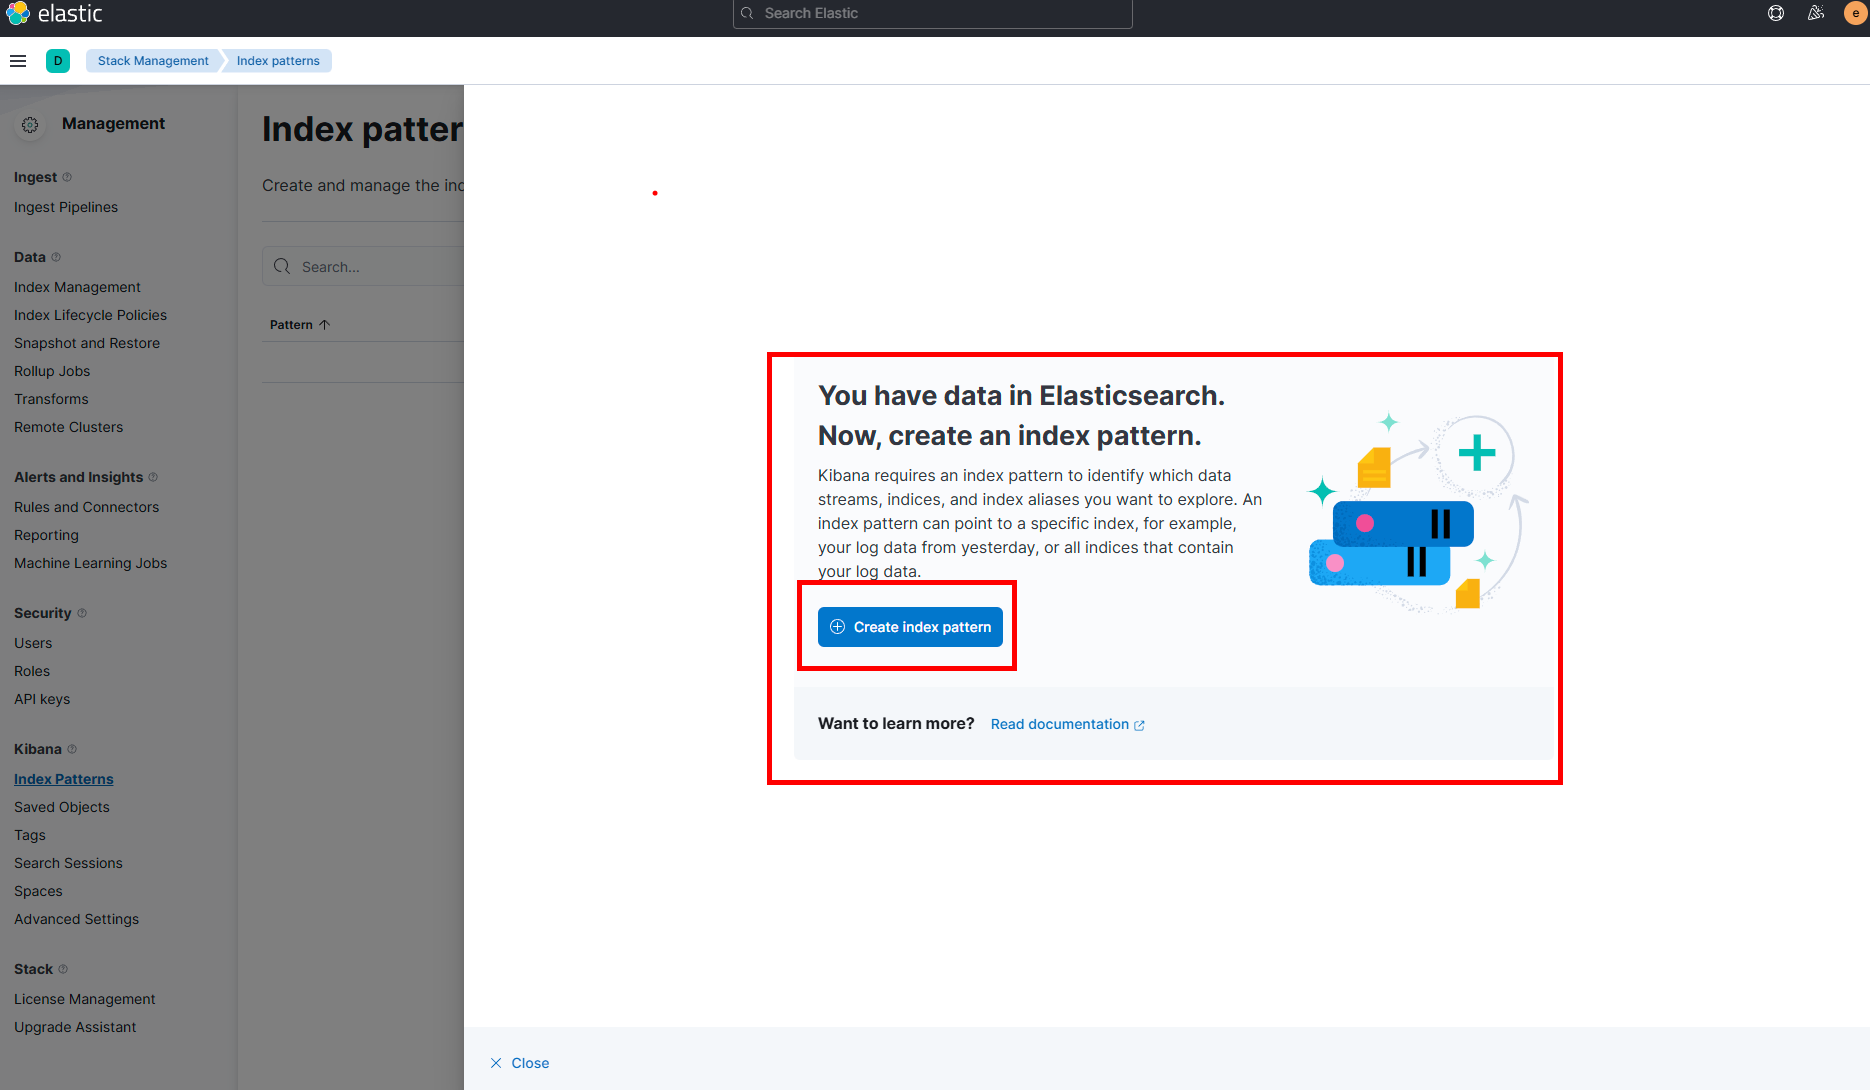 elastic
Search Elastic
e
D
Stack Management
Index patterns
Management
Ingest
Ingest Pipelines
Data
Index Management
Index Lifecycle Policies
Snapshot and Restore
Rollup Jobs
Transforms
Remote Clusters
Alerts and Insights
Rules and Connectors
Reporting
Machine Learning Jobs
Security
Users
Roles
API keys
Kibana
Index Patterns
Saved Objects
Tags
Search Sessions
Spaces
Advanced Settings
Stack
License Management
Upgrade Assistant
Index patter
Create and manage the ind
Search...
Pattern
You have data in Elasticsearch.
Now, create an index pattern.
Kibana requires an index pattern to identify which data
streams, indices, and index aliases you want to explore. An
index pattern can point to a specific index, for example,
your log data from yesterday, or all indices that contain
your log data.
Create index pattern
Want to learn more? Read documentation
Close